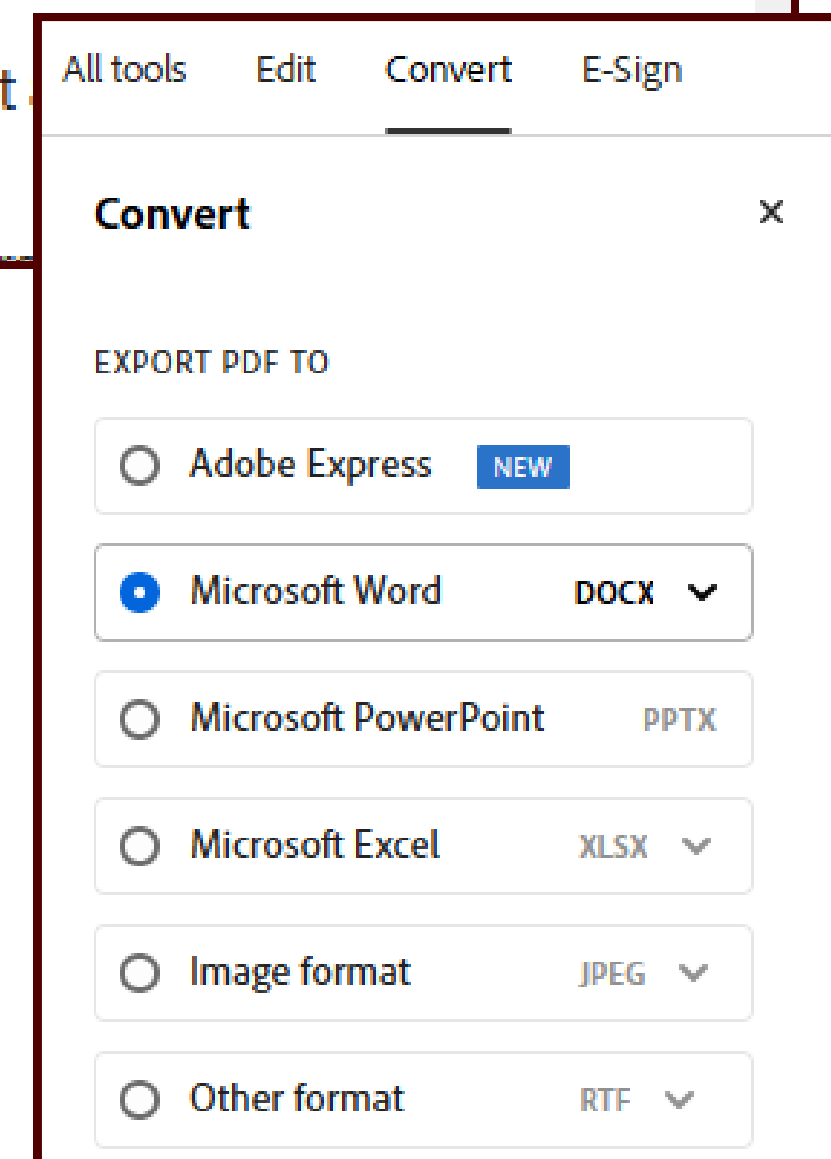 All tools Edit Convert E-Sign
Convert
EXPORT PDF TO
Adobe Express NEW
Microsoft Word DOCX
Microsoft PowerPoint PPTX
Microsoft Excel XLSX
Image format JPEG
Other format RTF